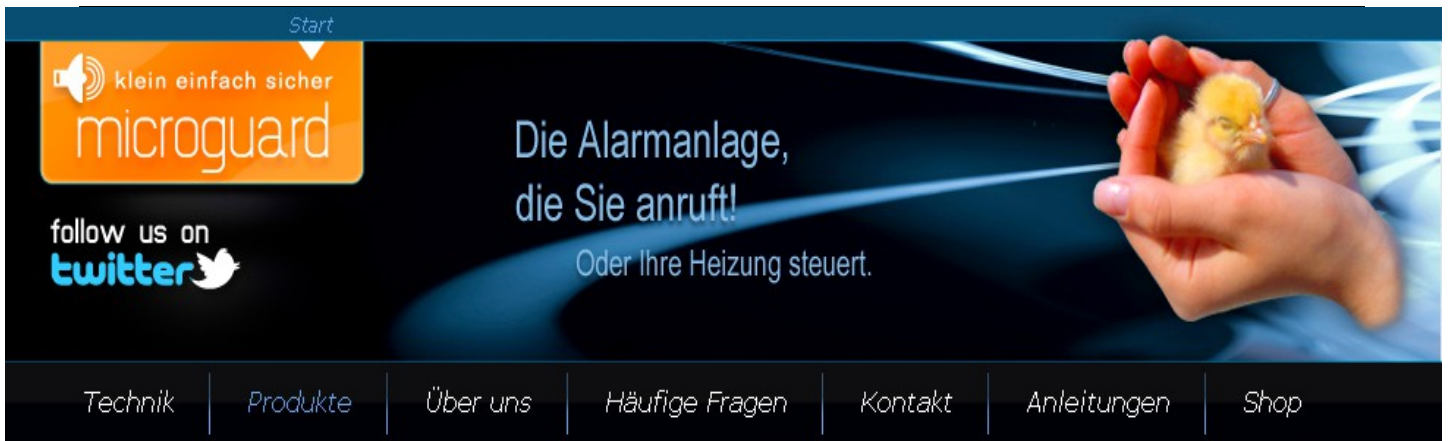 Start
klein einfach sicher
microguard
Die Alarmanlage,
die Sie anruft!
Oder Ihre Heizung steuert.
follow us on
twitter
Technik Produkte Über uns Häufige Fragen Kontakt Anleitungen Shop